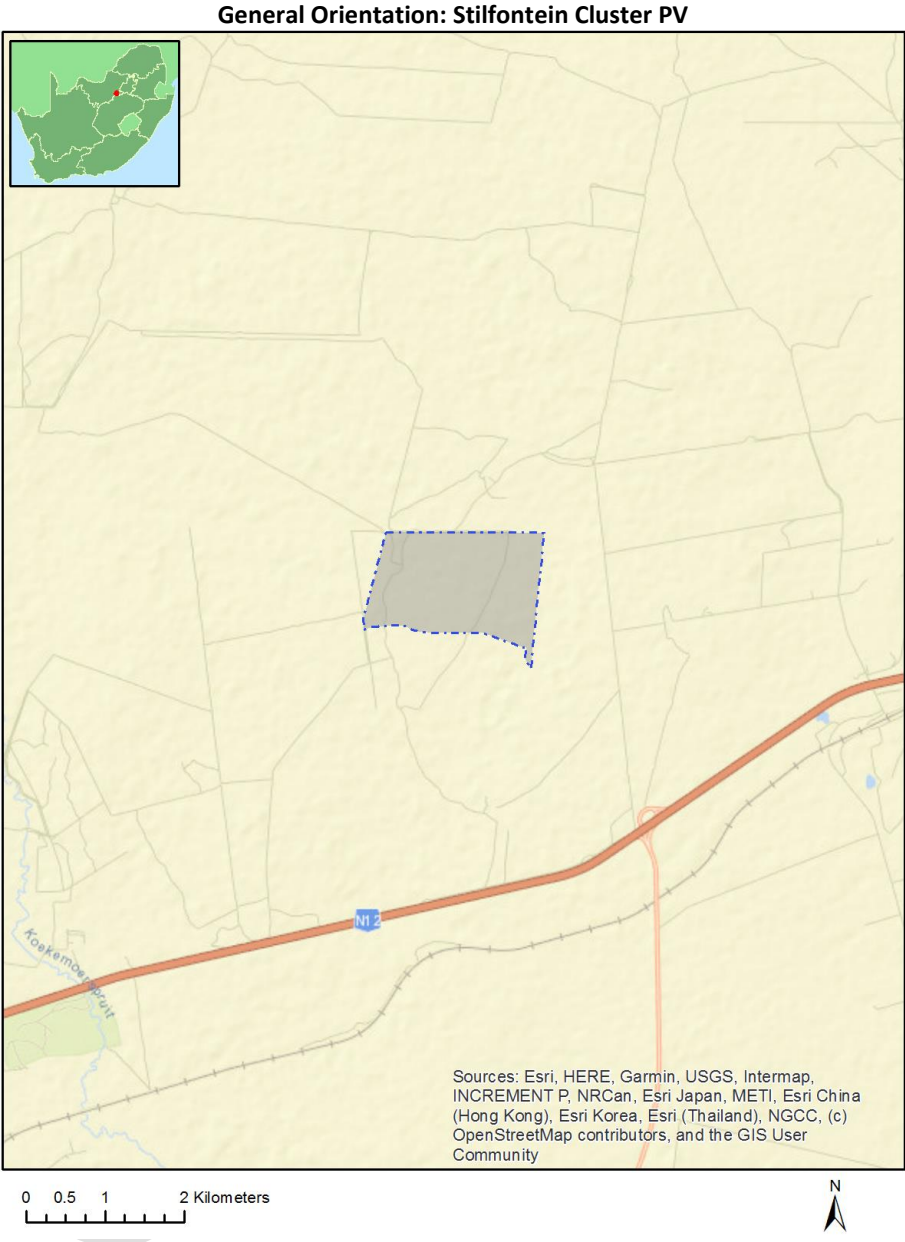 General Orientation: Stilfontein Cluster PV
N12
Koekemoerspruit
Sources: Esri, HERE, Garmin, USGS, Intermap,
INCREMENT P, NRCan, Esri Japan, METI, Esri China
(Hong Kong), Esri Korea, Esri (Thailand), NGCC, (c)
OpenStreetMap contributors, and the GIS User
Community
0 0.5 1 2 Kilometers
N